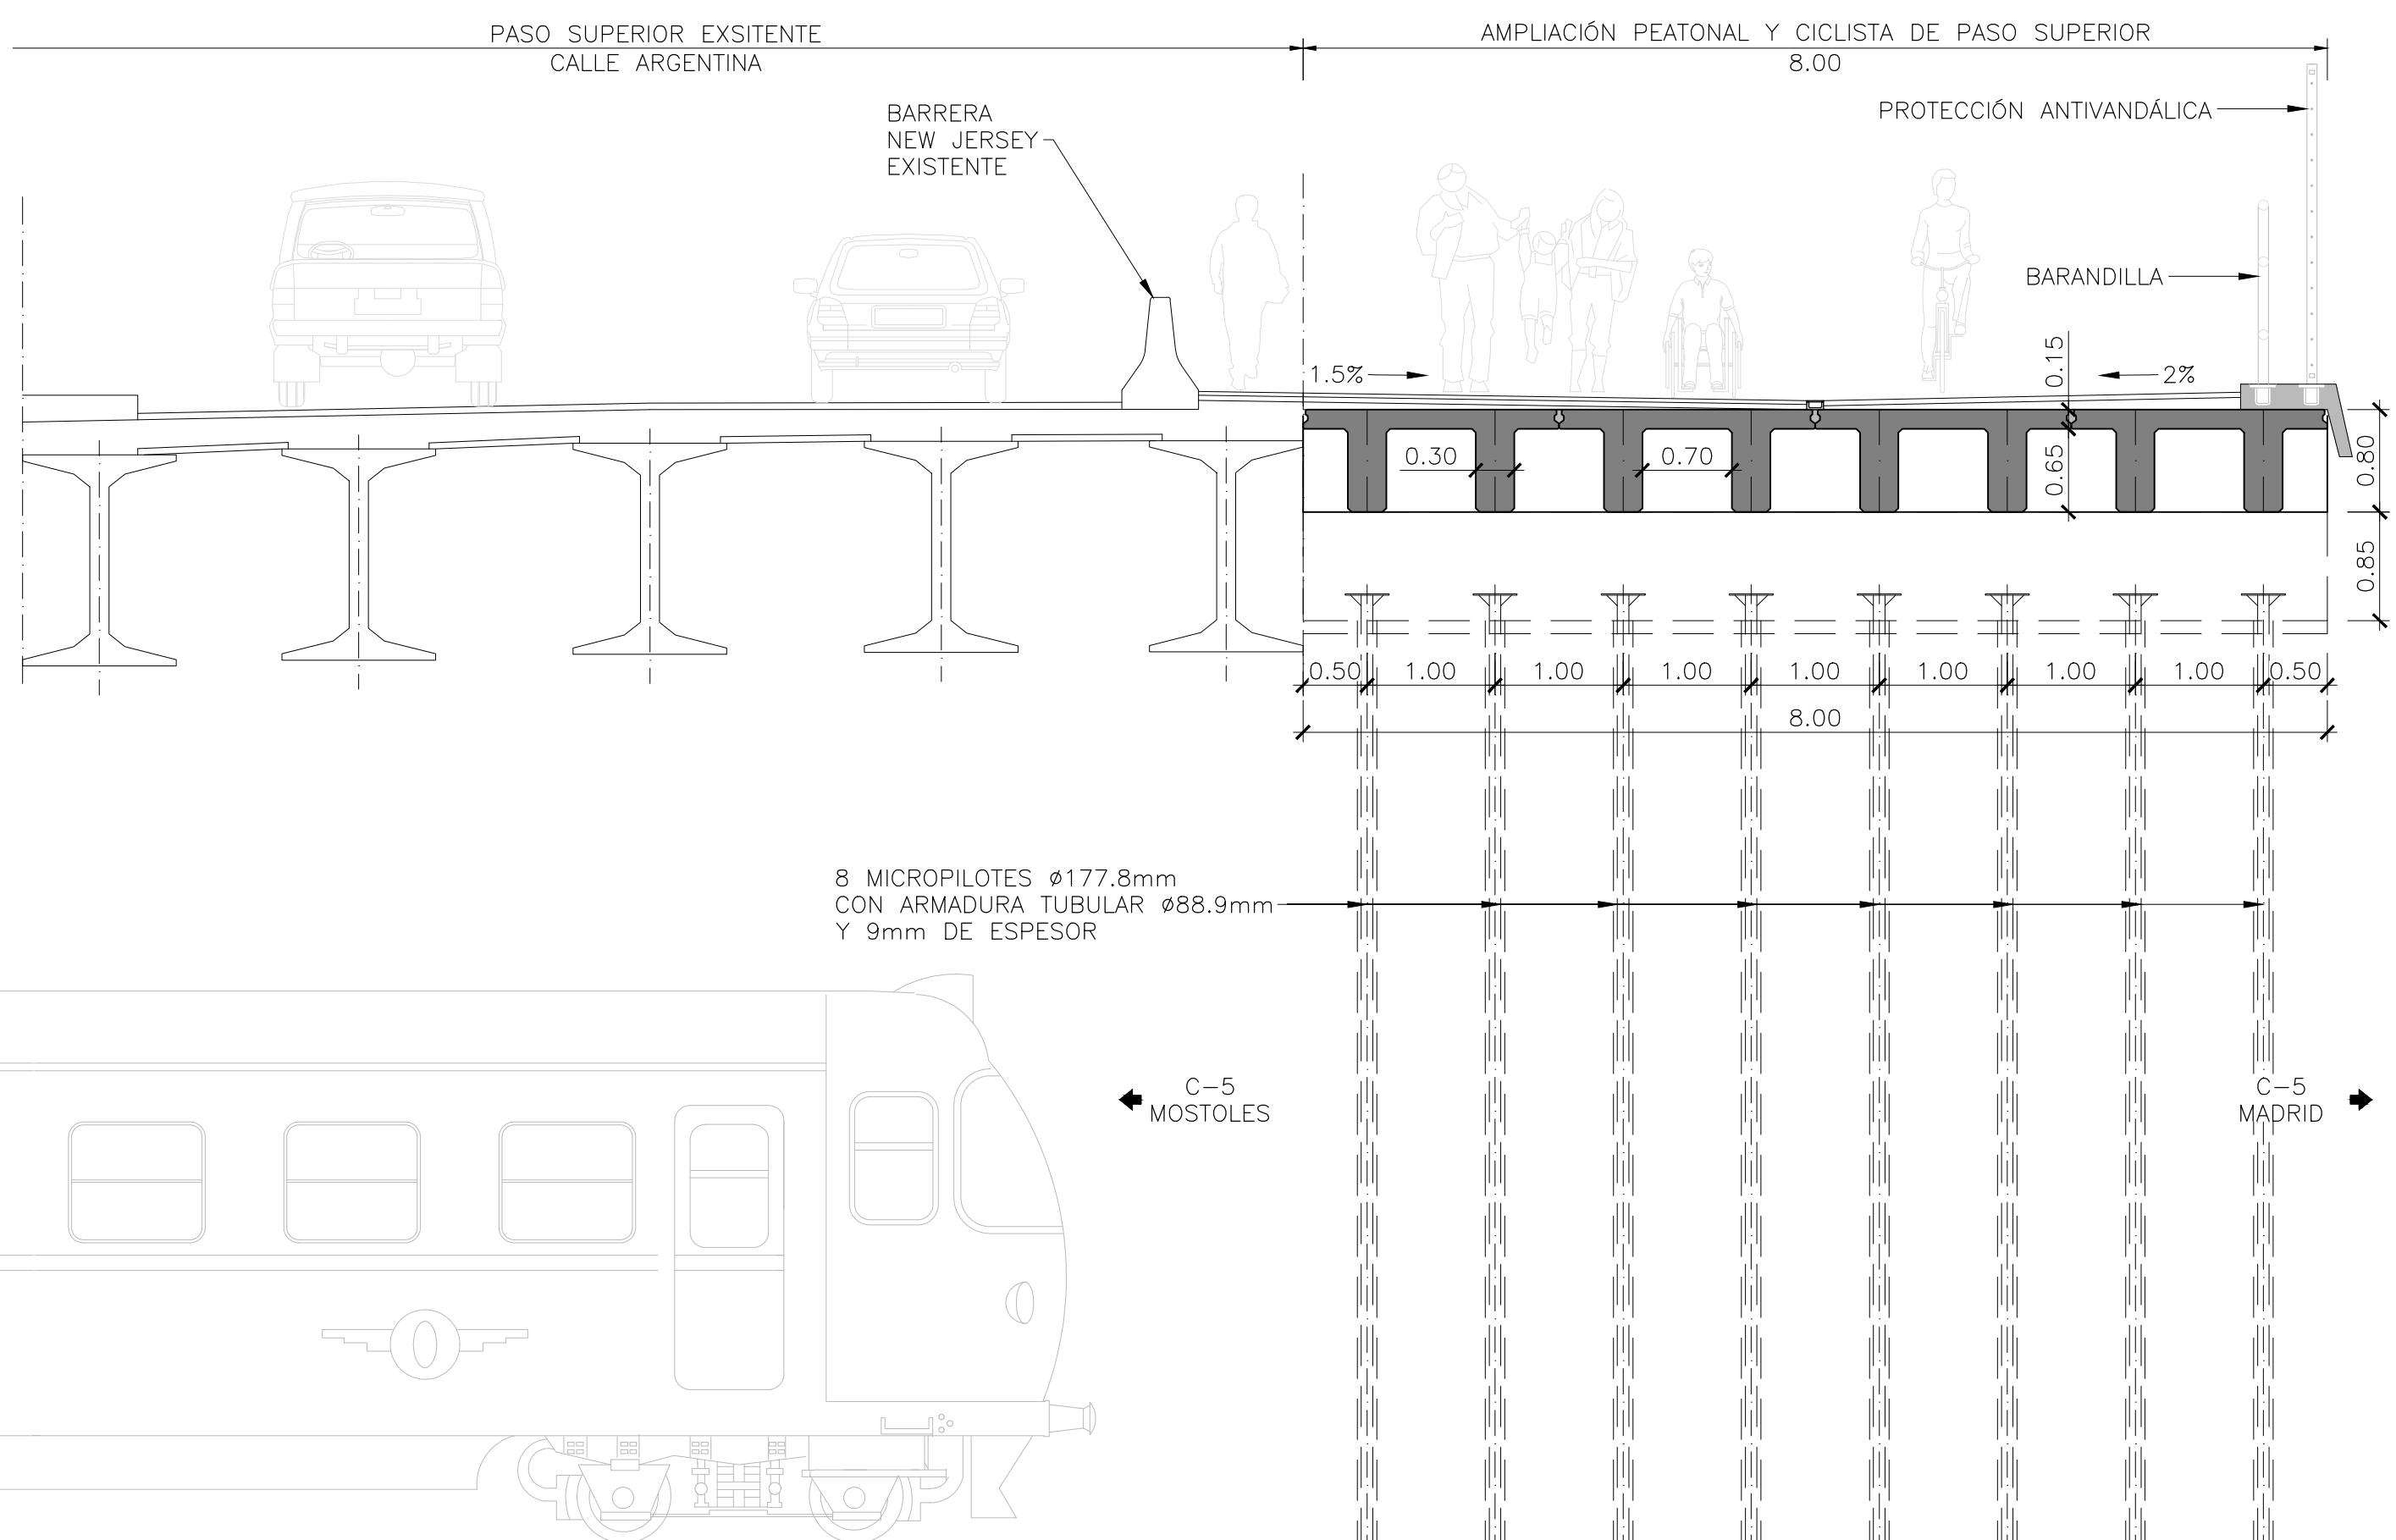 PASO SUPERIOR EXSITENTE
CALLE ARGENTINA
AMPLIACIÓN PEATONAL Y CICLISTA DE PASO SUPERIOR
8.00
BARRERA
NEW JERSEY
EXISTENTE
PROTECCIÓN ANTIVANDÁLICA
BARANDILLA
1.5%
0.15
2%
0.30
0.70
0.65
0.80
0.85
0.50
1.00
1.00
1.00
1.00
1.00
1.00
1.00
0.50
8.00
8 MICROPILOTES ø177.8mm
CON ARMADURA TUBULAR ø88.9mm
Y 9mm DE ESPESOR
C-5
MOSTOLES
C-5
MADRID